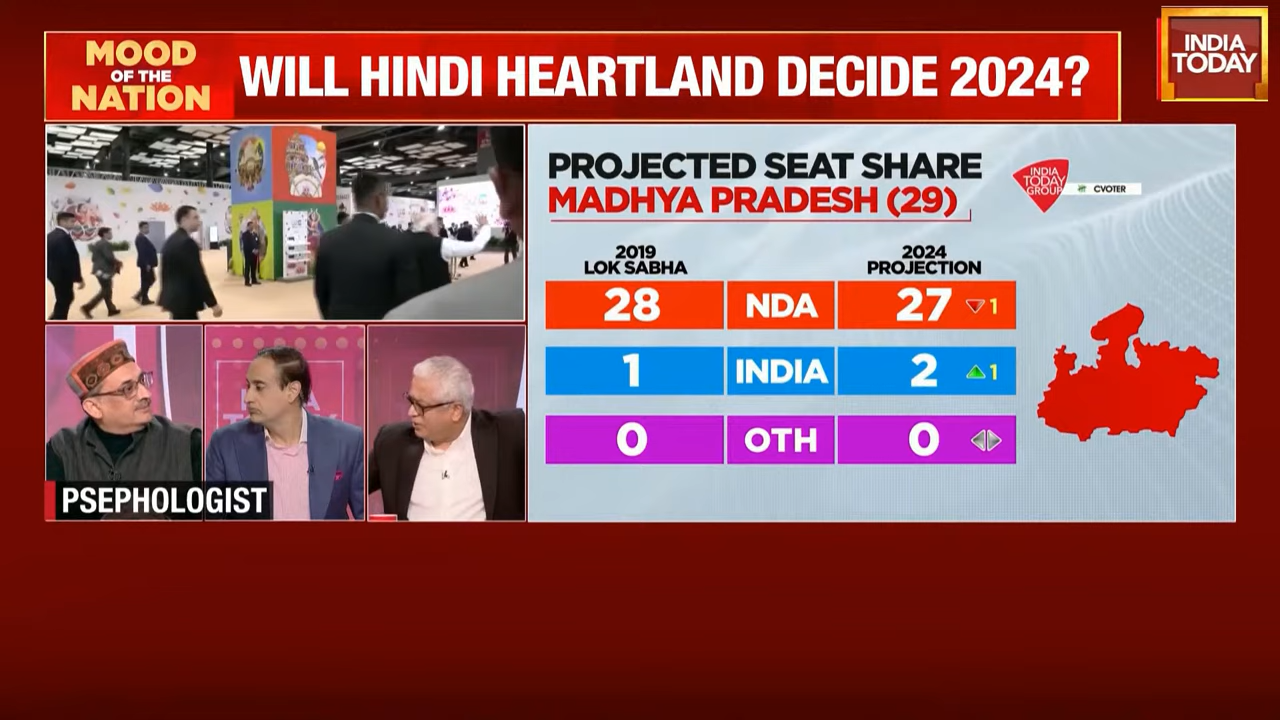 MOOD
OF THE
NATION
WILL HINDI HEARTLAND DECIDE 2024?
INDIA
TODAY
PROJECTED SEAT SHARE
MADHYA PRADESH (29)
INDIA
TODAY
GROUP
CVOTER
2019
LOK SABHA
2024
PROJECTION
28 NDA 27 1
1 INDIA 2 1
0 OTH 0
PSEPHOLOGIST